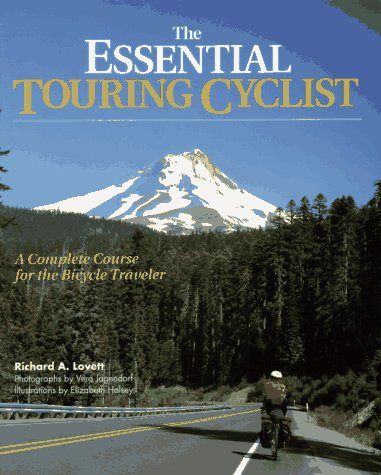 The
ESSENTIAL
TOURING CYCLIST
A Complete Course
for the Bicycle Traveler
Richard A. Lovett
Photographs by Vera Jagendorf
Illustrations by Elizabeth Halsey